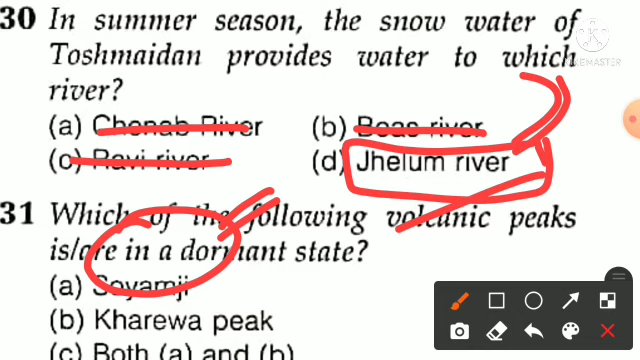 30 In summer season, the snow water of
Toshmaidan provides water to which
river?
(a) Chenab River (b) Beas river
(c) Ravi river (d) Jhelum river
31 Which of the following volcanic peaks
is/are in a dormant state?
(a) Soyamji
(b) Kharewa peak
(c) Both (a) and (b)
KINEMASTER